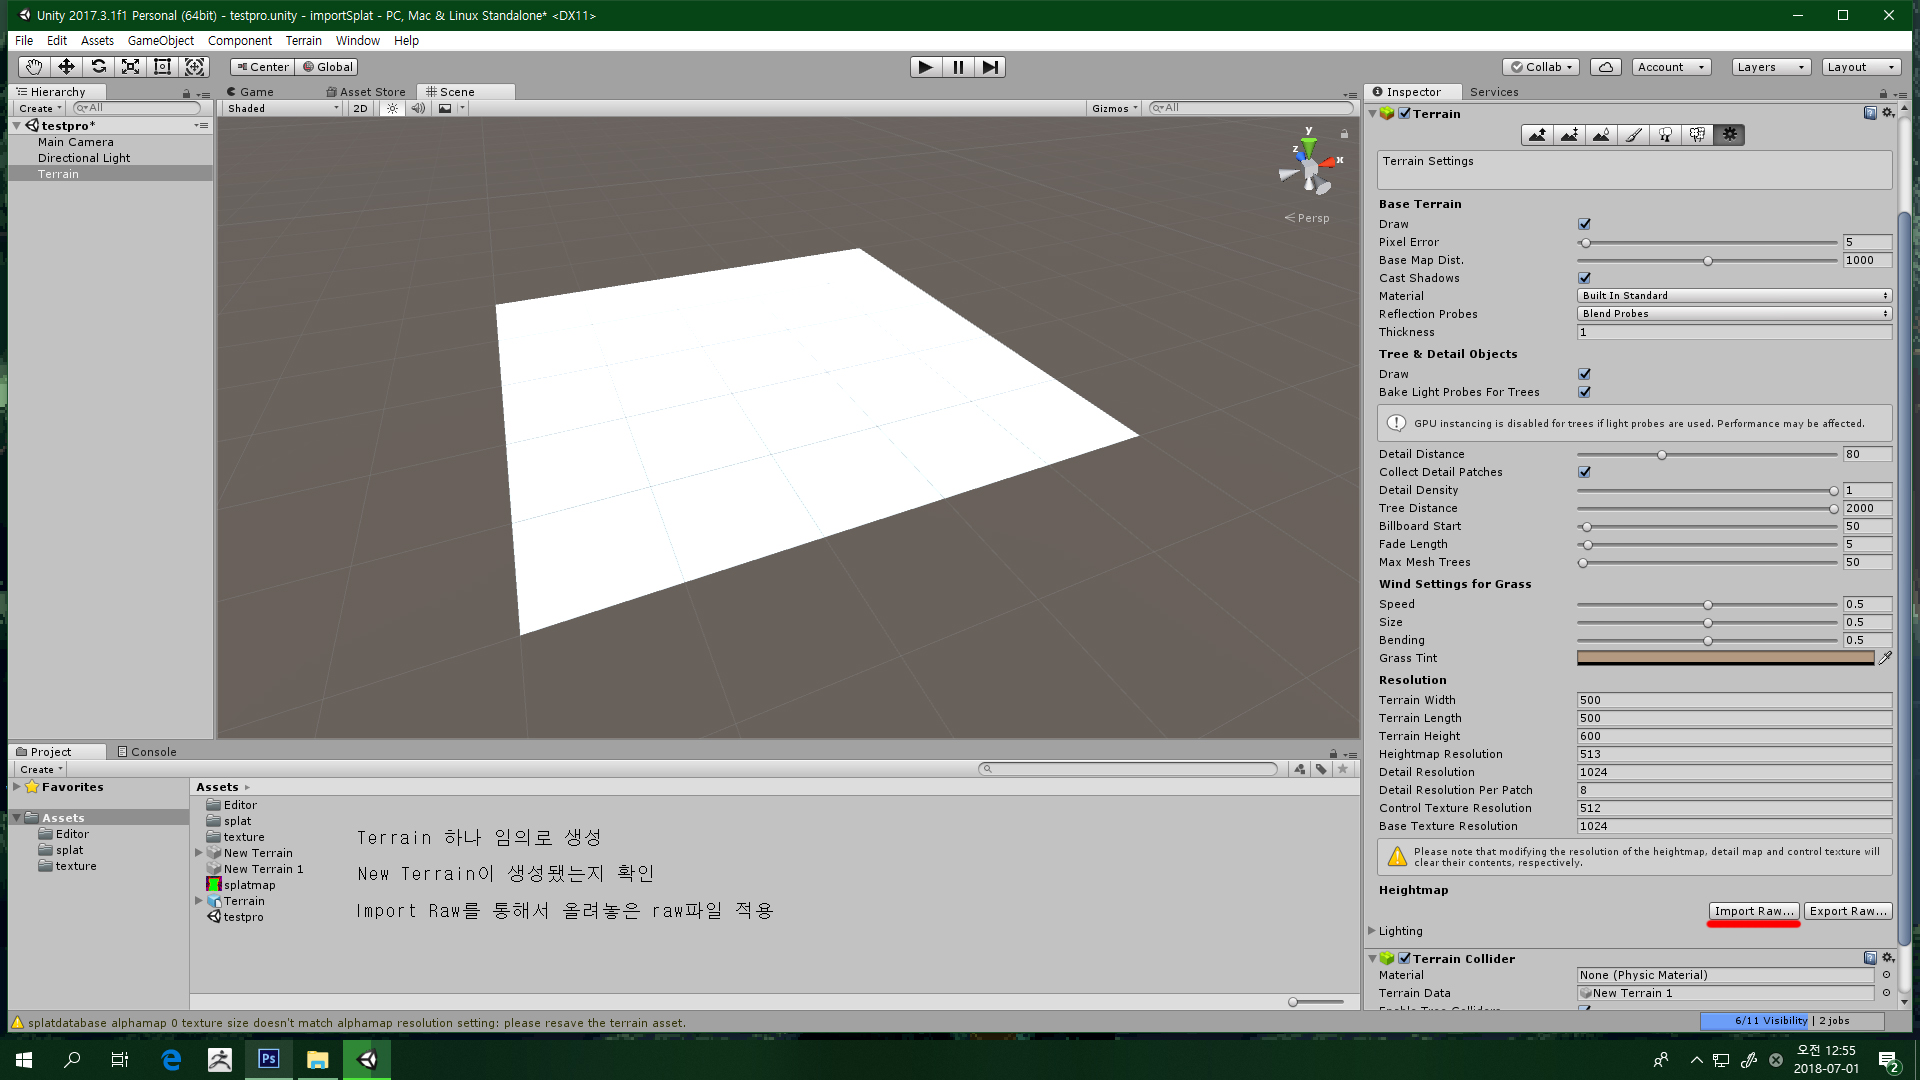 Unity 2017.3.1f1 Personal (64bit) - testpro.unity - importSplat - PC, Mac & Linux Standalone* <DX11>
File Edit Assets GameObject Component Terrain Window Help
Center Global
Collab Account Layers Layout
Hierarchy
Create All
testpro*
Main Camera
Directional Light
Terrain
Game Asset Store Scene
Shaded 2D Gizmos All
y
z
x
Persp
Inspector Services
Terrain
Terrain Settings
Base Terrain
Draw
Pixel Error 5
Base Map Dist. 1000
Cast Shadows
Material Built In Standard
Reflection Probes Blend Probes
Thickness 1
Tree & Detail Objects
Draw
Bake Light Probes For Trees
GPU instancing is disabled for trees if light probes are used. Performance may be affected.
Detail Distance 80
Collect Detail Patches
Detail Density 1
Tree Distance 2000
Billboard Start 50
Fade Length 5
Max Mesh Trees 50
Wind Settings for Grass
Speed 0.5
Size 0.5
Bending 0.5
Grass Tint
Resolution
Terrain Width 500
Terrain Length 500
Terrain Height 600
Heightmap Resolution 513
Detail Resolution 1024
Detail Resolution Per Patch 8
Control Texture Resolution 512
Base Texture Resolution 1024
Please note that modifying the resolution of the heightmap, detail map and control texture will
clear their contents, respectively.
Heightmap
Import Raw... Export Raw...
Lighting
Terrain Collider
Material None (Physic Material)
Terrain Data New Terrain 1
Enable Tree Colliders
Project Console
Create
Favorites
Assets
Editor
splat
texture
Assets
Editor
splat
texture
New Terrain
New Terrain 1
splatmap
Terrain
testpro
Terrain 하나 임의로 생성
New Terrain이 생성됐는지 확인
Import Raw를 통해서 올려놓은 raw파일 적용
splatdatabase alphamap 0 texture size doesn't match alphamap resolution setting: please resave the terrain asset.
6/11 Visibility | 2 jobs
Ps
오전 12:55
2018-07-01
2